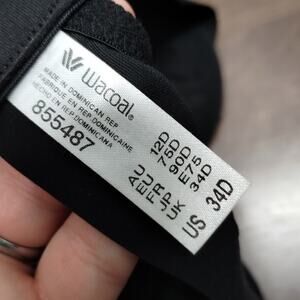 Wacoal®
MADE IN DOMINICAN REP.
FABRIQUE EN REP. DOMINICAINE
HECHO EN REP. DOMINICANA
855487
AU 12D
EU 75D
FR 90D
JP E75
UK 34D
US 34D